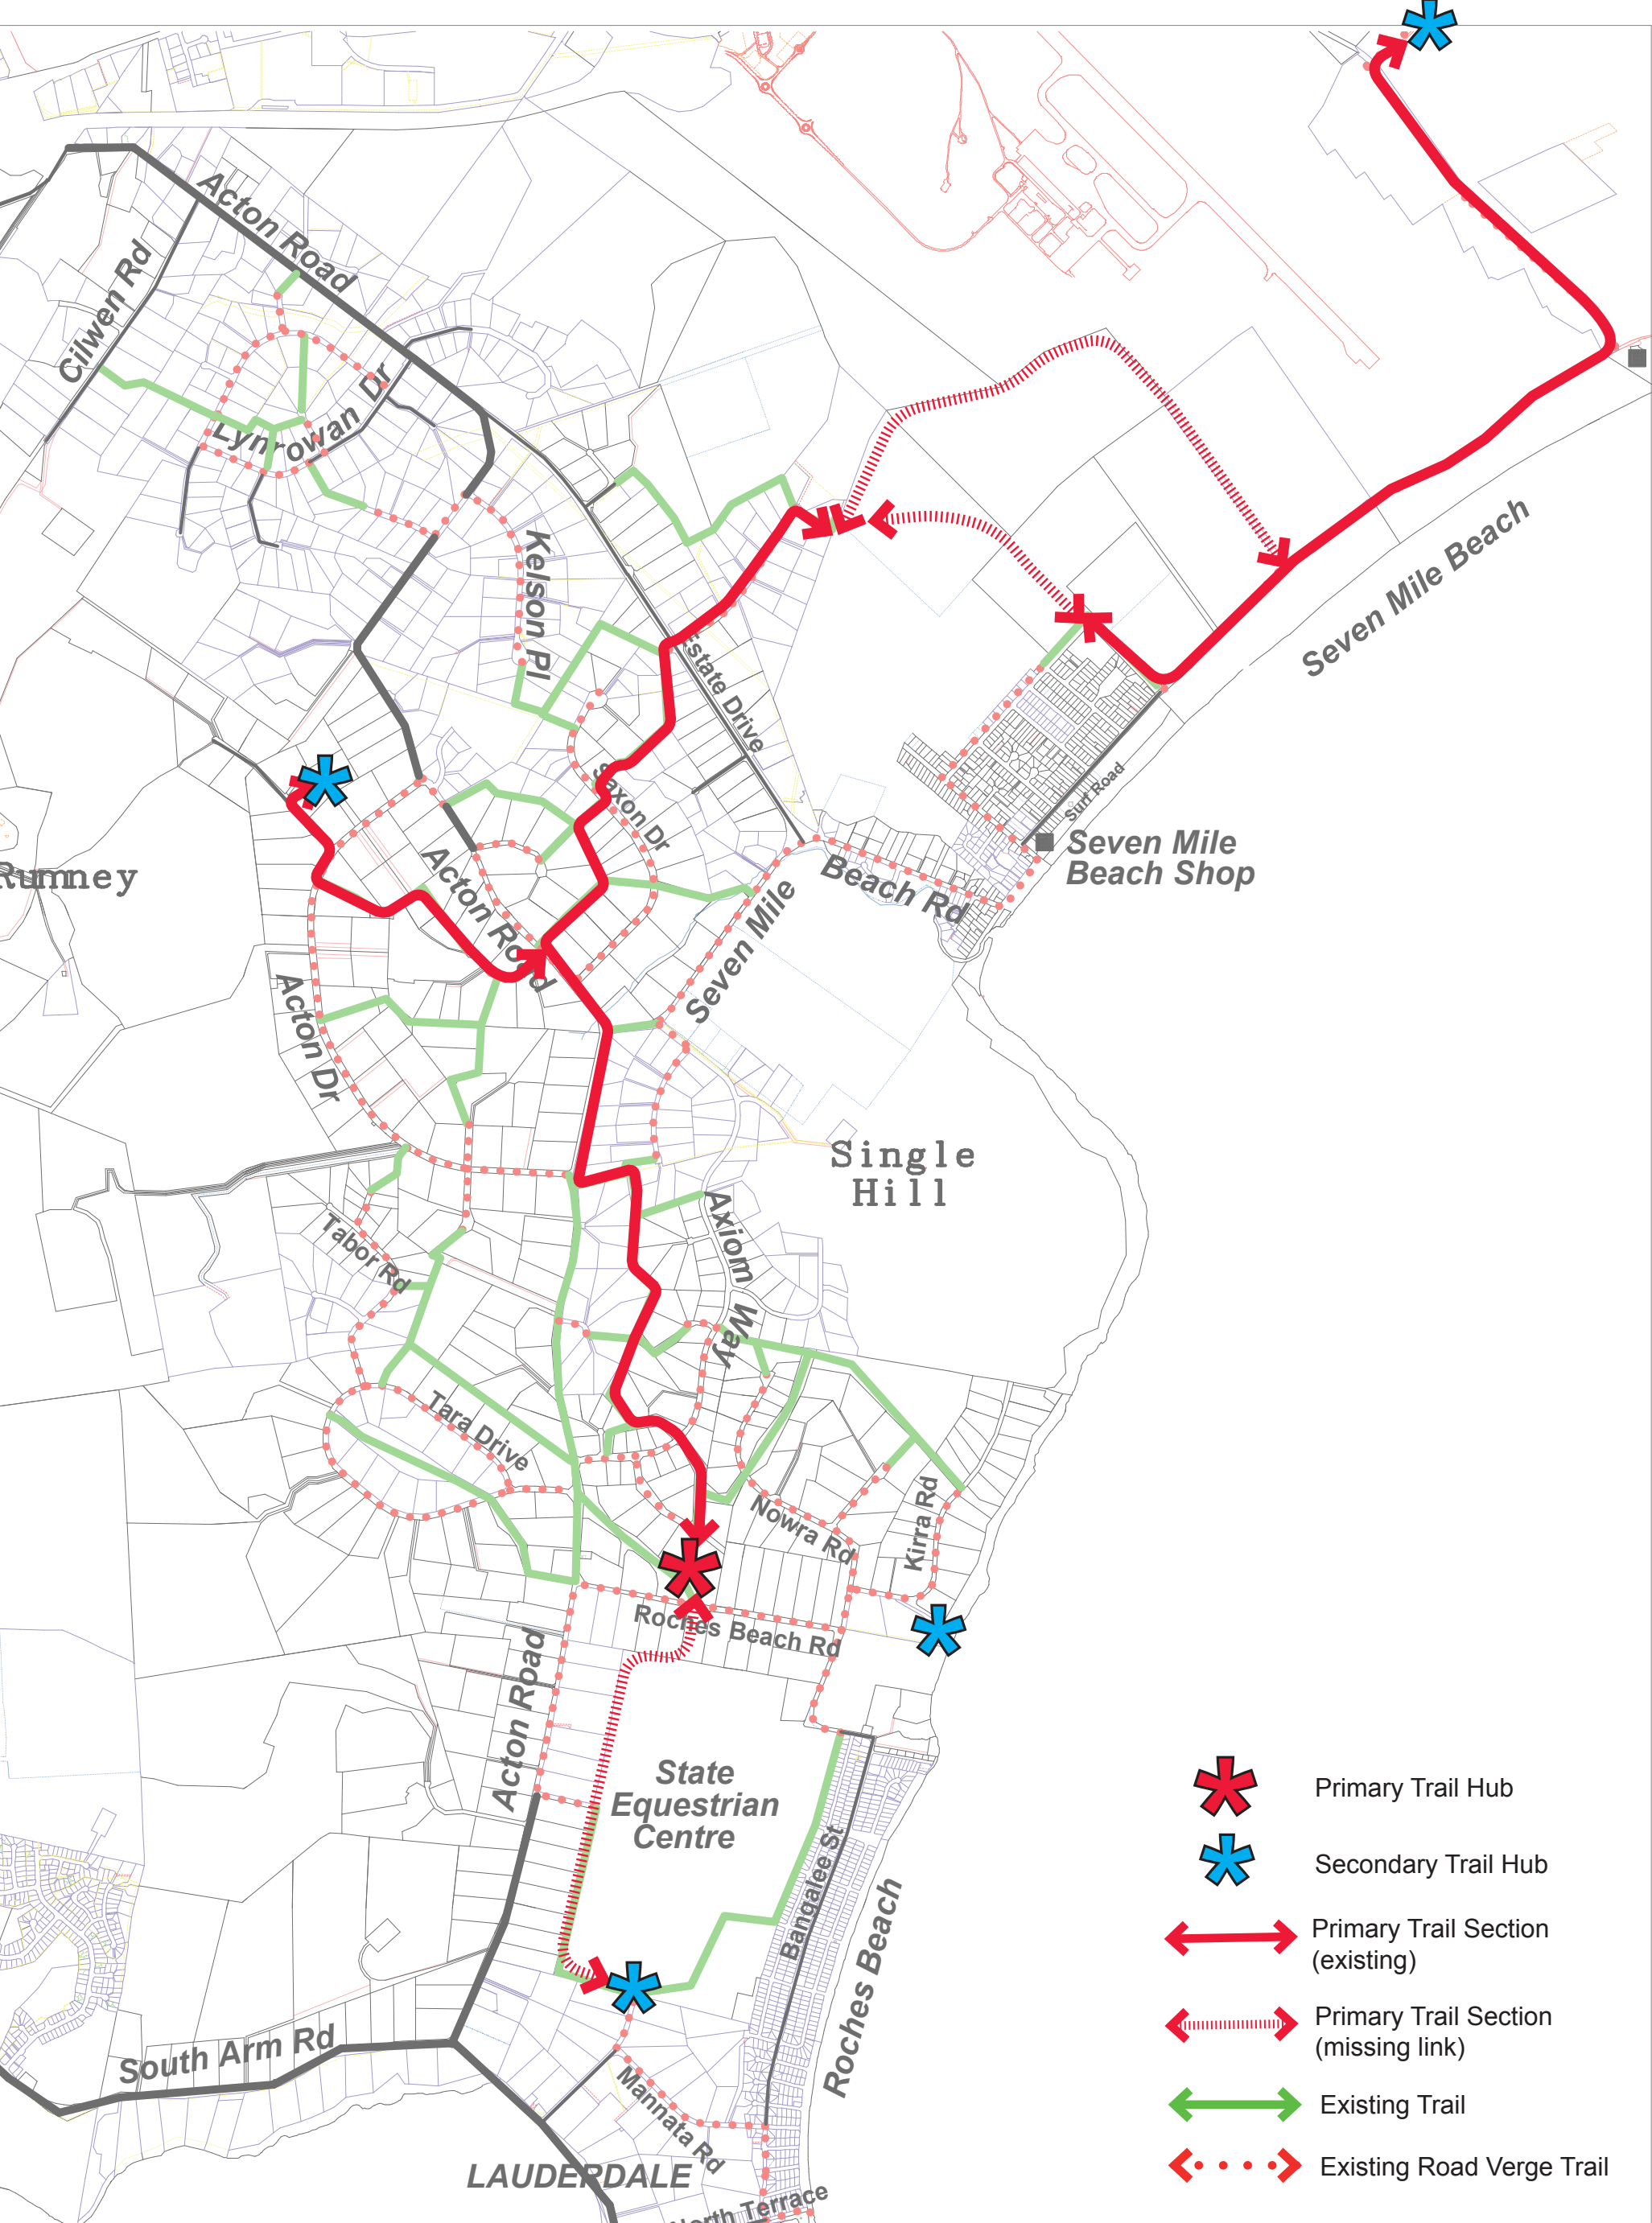 Acton Road
Cilwen Rd
Lynrowan Dr
Kelson Pl
Estate Drive
Seven Mile Beach
Saxon Dr
Surf Road
Seven Mile
Beach Shop
Rumney
Acton Road
Seven Mile
Beach Rd
Acton Dr
Single
Hill
Axiom
Way
Tabor Rd
Tara Drive
Nowra Rd
Kirra Rd
Roches Beach Rd
Acton Road
State
Equestrian
Centre
Bangalee St
Roches Beach
South Arm Rd
Mannata Rd
LAUDERDALE
North Terrace
Primary Trail Hub
Secondary Trail Hub
Primary Trail Section
(existing)
Primary Trail Section
(missing link)
Existing Trail
Existing Road Verge Trail